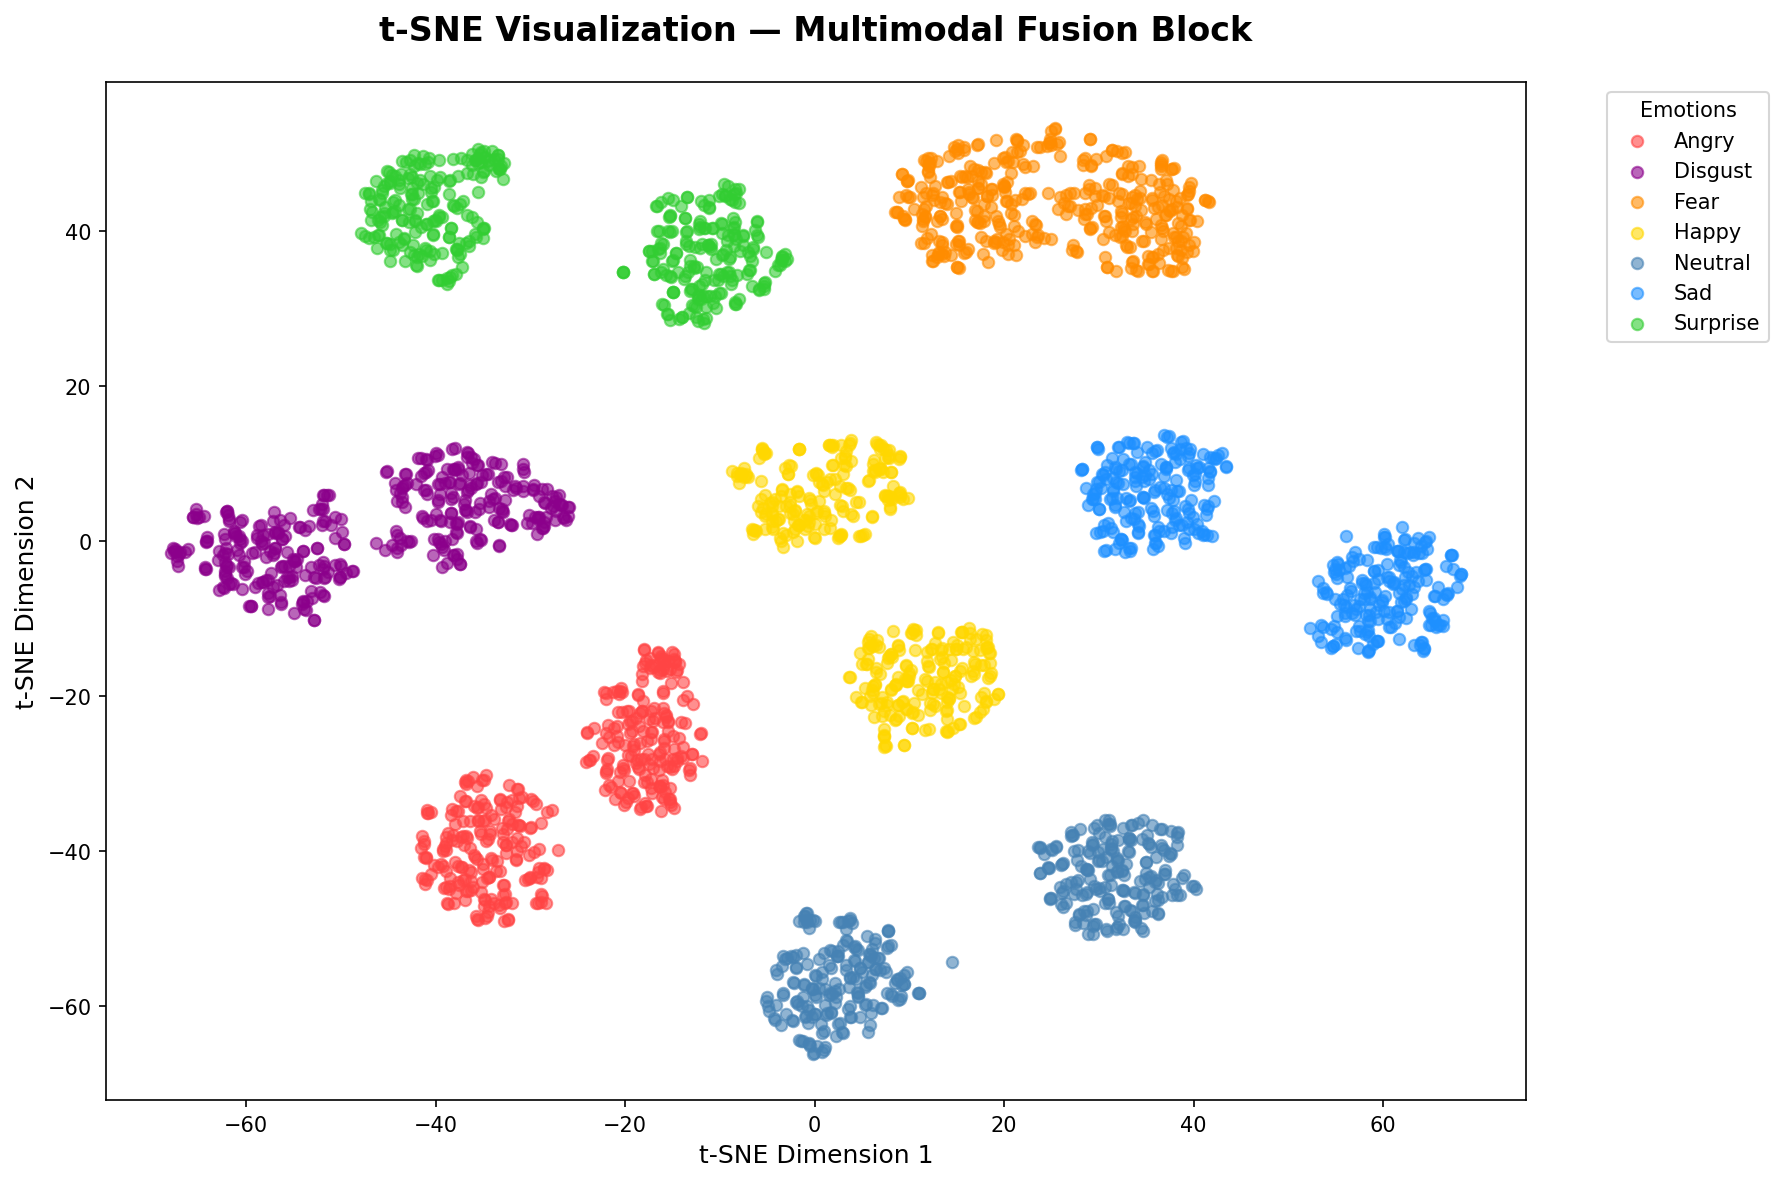 t-SNE Visualization — Multimodal Fusion Block
Emotions
Angry
Disgust
Fear
Happy
Neutral
Sad
Surprise
t-SNE Dimension 2
40
20
0
−20
−40
−60
−60
−40
−20
0
20
40
60
t-SNE Dimension 1